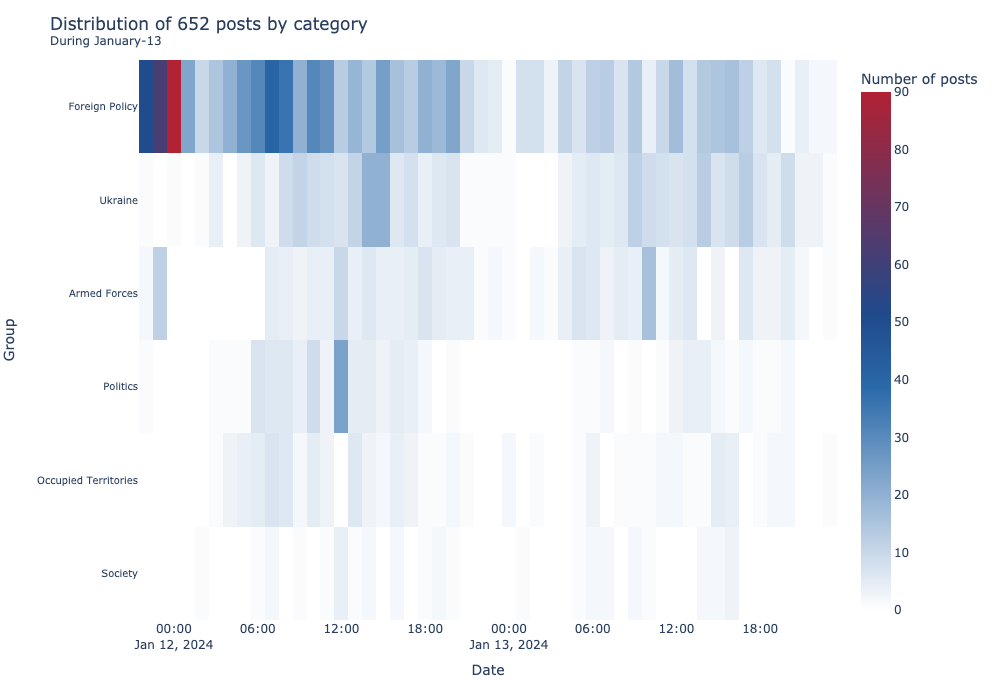 Distribution of 652 posts by category
During January-13
Number of posts
90
80
70
60
50
40
30
20
10
0
Group
Foreign Policy
Ukraine
Armed Forces
Politics
Occupied Territories
Society
00:00 06:00 12:00 18:00 00:00 06:00 12:00 18:00
Jan 12, 2024 Jan 13, 2024
Date